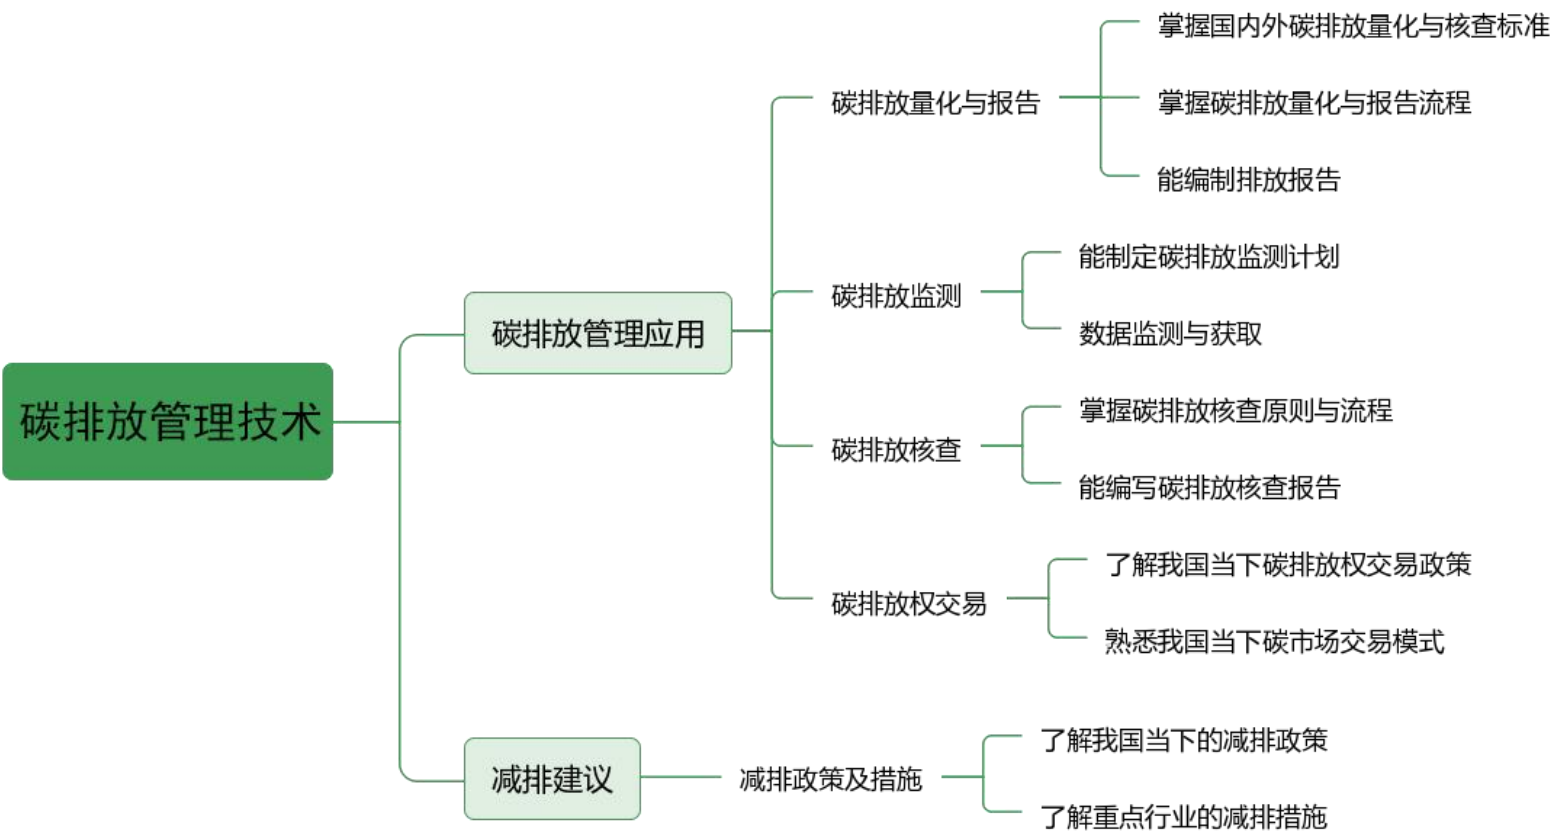 碳排放管理技术
碳排放管理应用
碳排放量化与报告
掌握国内外碳排放量化与核查标准
掌握碳排放量化与报告流程
能编制排放报告
碳排放监测
能制定碳排放监测计划
数据监测与获取
碳排放核查
掌握碳排放核查原则与流程
能编写碳排放核查报告
碳排放权交易
了解我国当下碳排放权交易政策
熟悉我国当下碳市场交易模式
减排建议
减排政策及措施
了解我国当下的减排政策
了解重点行业的减排措施